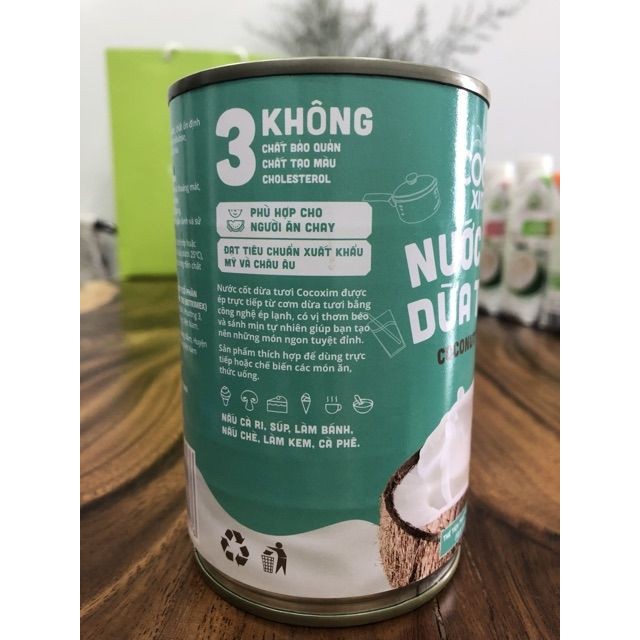 3 KHÔNG
CHẤT BẢO QUẢN
CHẤT TẠO MÀU
CHOLESTEROL
PHÙ HỢP CHO
NGƯỜI ĂN CHAY
ĐẠT TIÊU CHUẨN XUẤT KHẨU
MỸ VÀ CHÂU ÂU
Nước cốt dừa tươi Cocoxim được
ép trực tiếp từ cơm dừa tươi bằng
công nghệ ép lạnh, có vị thơm béo
và sánh mịn tự nhiên giúp bạn tạo
nên những món ngon tuyệt đỉnh.
Sản phẩm thích hợp để dùng trực
tiếp hoặc chế biến các món ăn,
thức uống.
NẤU CÀ RI, SÚP, LÀM BÁNH,
NẤU CHÈ, LÀM KEM, CÀ PHÊ.
NƯỚC
DỪA